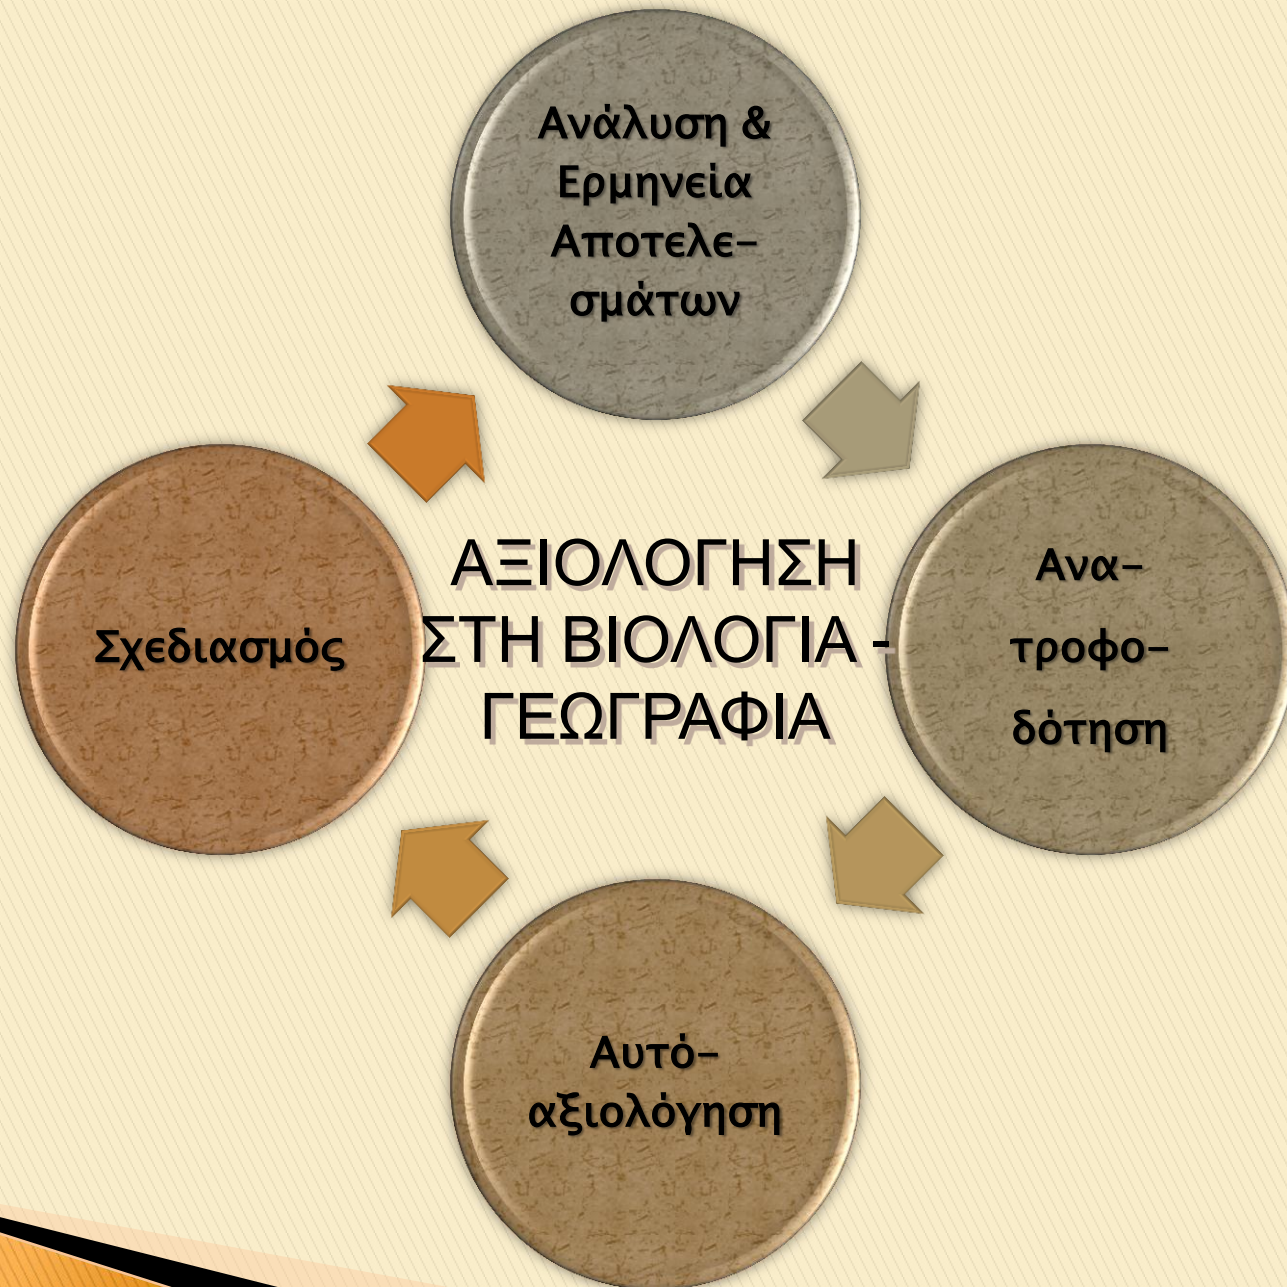 Ανάλυση &
Ερμηνεία
Αποτελε–
σμάτων
ΑΞΙΟΛΟΓΗΣΗ
ΣΤΗ ΒΙΟΛΟΓΙΑ -
ΓΕΩΓΡΑΦΙΑ
Σχεδιασμός
Ανα–
τροφο–
δότηση
Αυτό–
αξιολόγηση